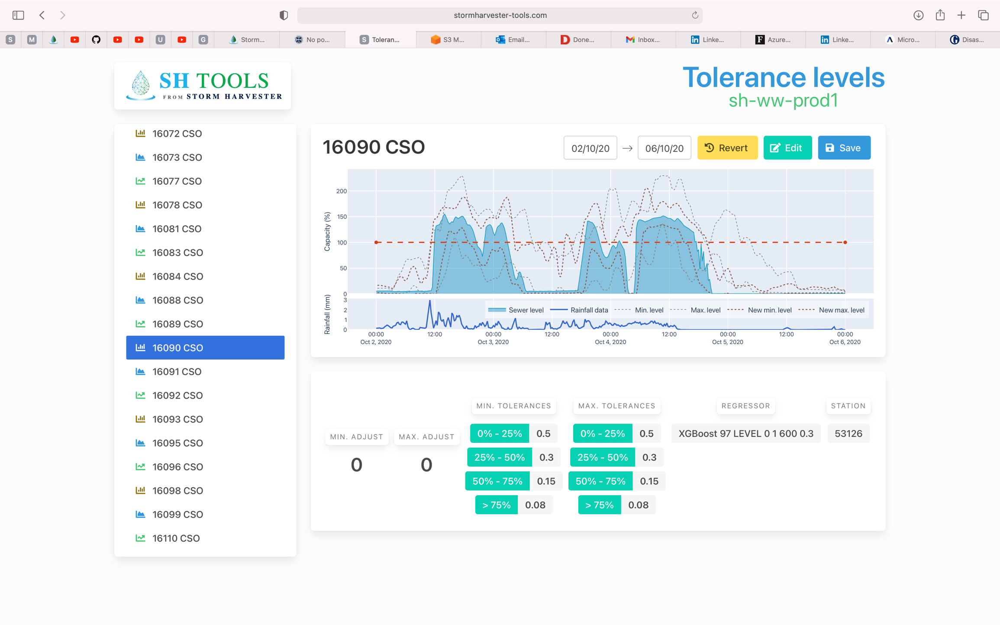 stormharvester-tools.com
S
M
U
G
Storm...
No po...
S Toleran...
S3 M...
Email...
D Done...
Inbox...
in Linke...
F Azure...
in Linke...
Micro...
G Disas...
SH TOOLS
FROM STORM HARVESTER
Tolerance levels
sh-ww-prod1
16072 CSO
16073 CSO
16077 CSO
16078 CSO
16081 CSO
16083 CSO
16084 CSO
16088 CSO
16089 CSO
16090 CSO
16091 CSO
16092 CSO
16093 CSO
16095 CSO
16096 CSO
16098 CSO
16099 CSO
16110 CSO
16090 CSO
02/10/20 → 06/10/20
Revert
Edit
Save
Capacity (%)
200
150
100
50
0
Rainfall (mm)
3
2
1
0
Sewer level
Rainfall data
Min. level
Max. level
New min. level
New max. level
00:00 12:00 00:00 12:00 00:00 12:00 00:00 12:00 00:00
Oct 2, 2020 Oct 3, 2020 Oct 4, 2020 Oct 5, 2020 Oct 6, 2020
MIN. ADJUST
0
MAX. ADJUST
0
MIN. TOLERANCES
0% - 25% 0.5
25% - 50% 0.3
50% - 75% 0.15
> 75% 0.08
MAX. TOLERANCES
0% - 25% 0.5
25% - 50% 0.3
50% - 75% 0.15
> 75% 0.08
REGRESSOR
XGBoost 97 LEVEL 0 1 600 0.3
STATION
53126